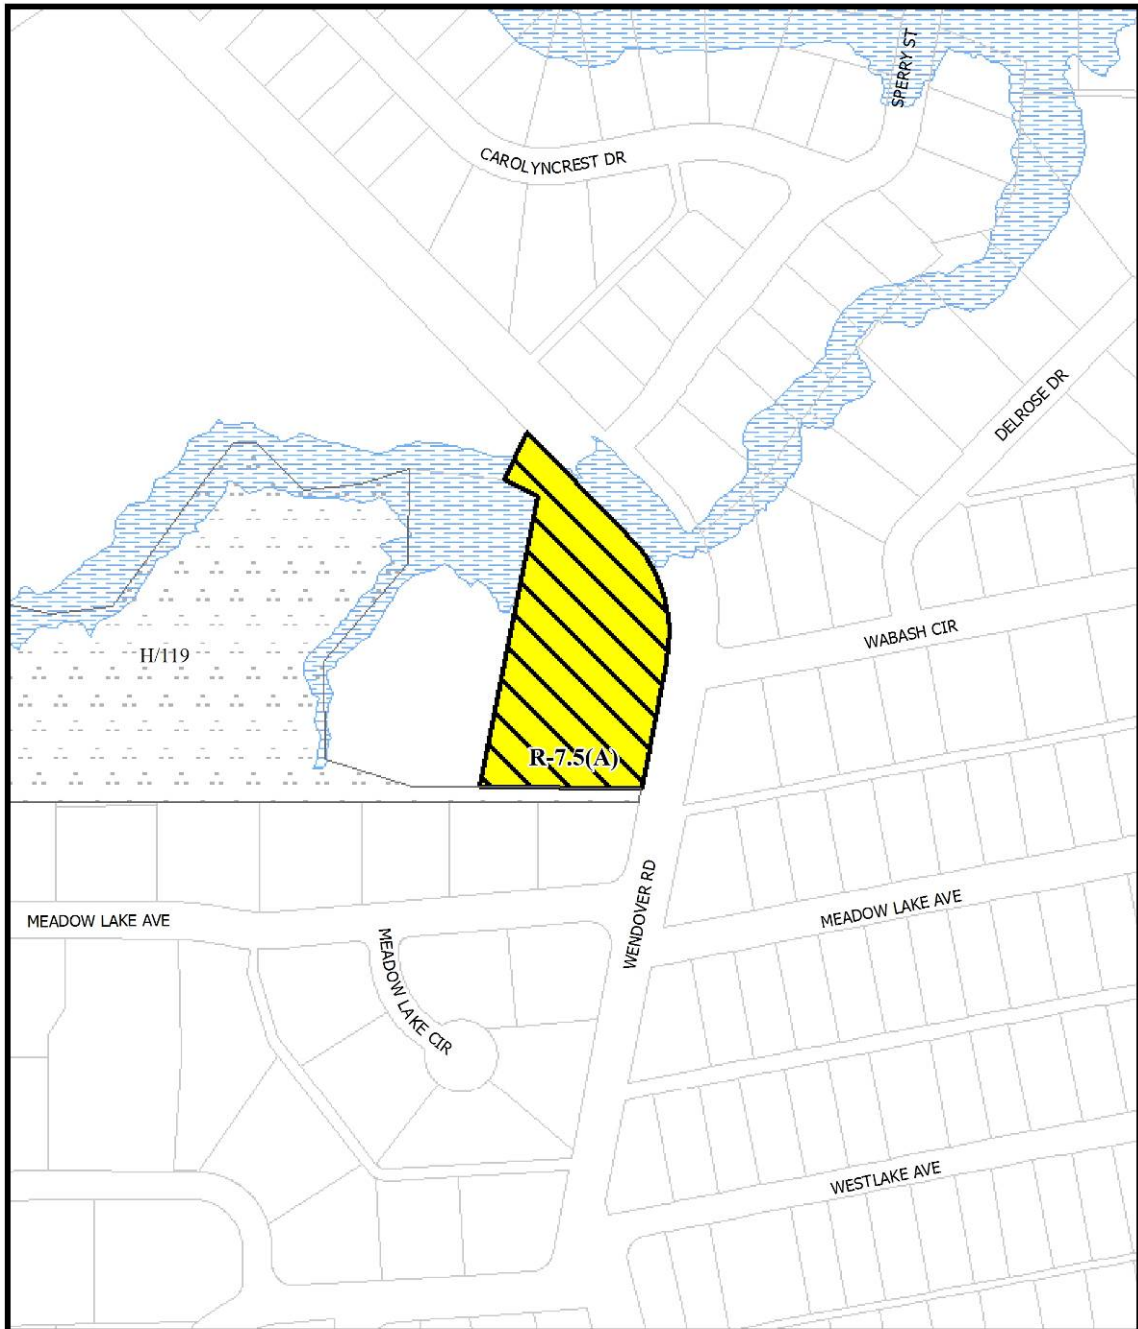 SPERRY ST
CAROLYNCREST DR
DELROSE DR
WABASH CIR
H/119
R-7.5(A)
WENDOVER RD
MEADOW LAKE AVE
MEADOW LAKE AVE
MEADOW LAKE CIR
WESTLAKE AVE